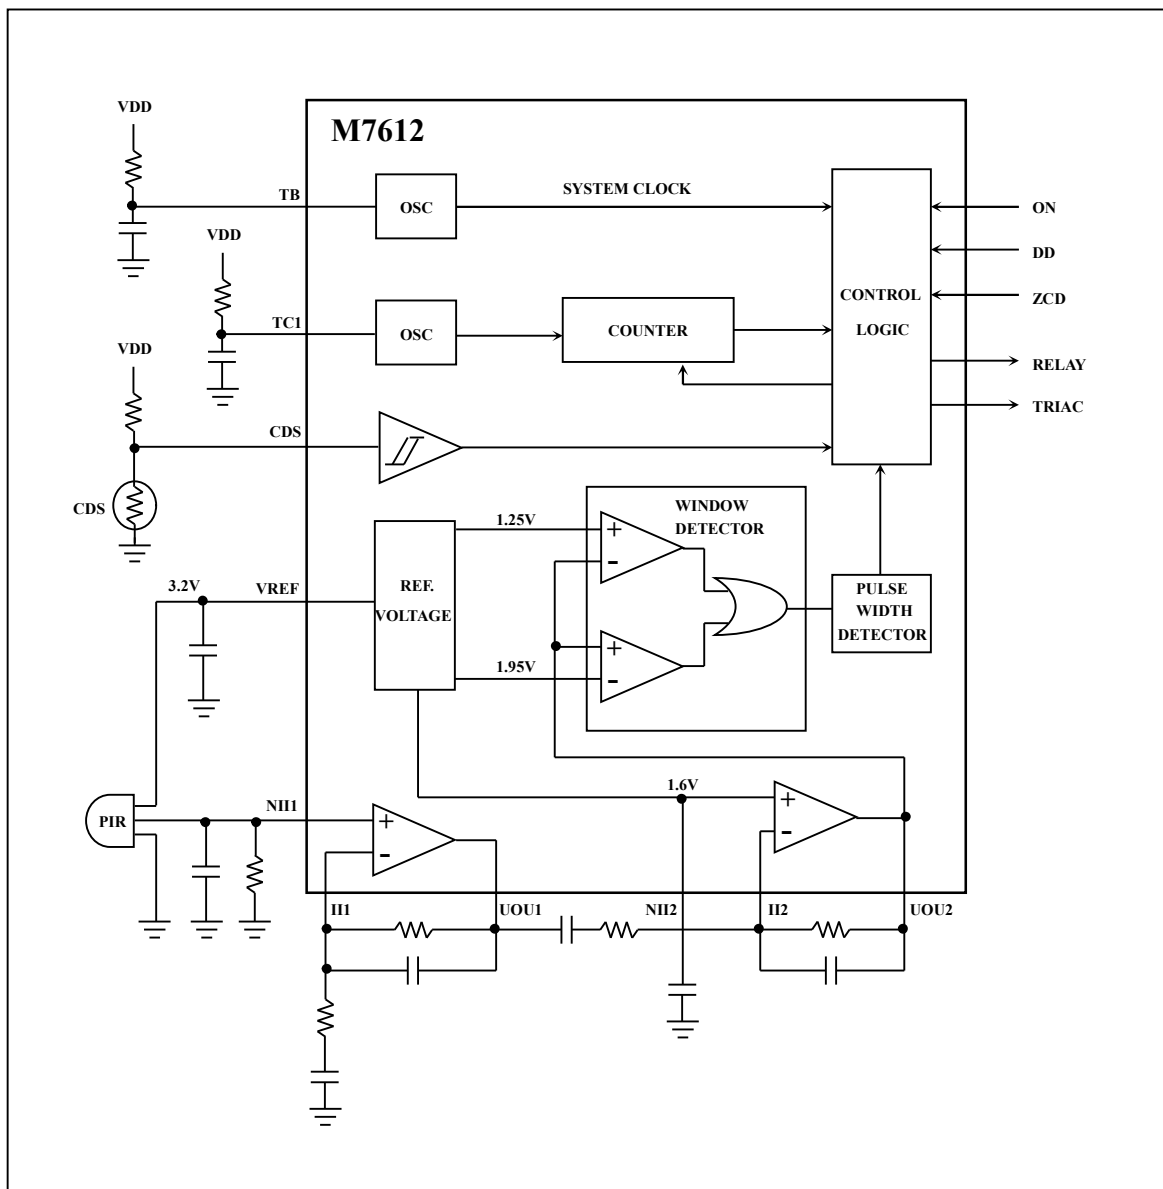 VDD
M7612
TB
OSC
SYSTEM CLOCK
ON
VDD
DD
CONTROL
LOGIC
ZCD
TC1
OSC
COUNTER
VDD
RELAY
TRIAC
CDS
CDS
WINDOW
DETECTOR
1.25V
+
-
REF.
VOLTAGE
3.2V
VREF
PULSE
WIDTH
DETECTOR
+
-
1.95V
1.6V
NII1
PIR
+
-
+
-
II1
UOU1
NII2
II2
UOU2